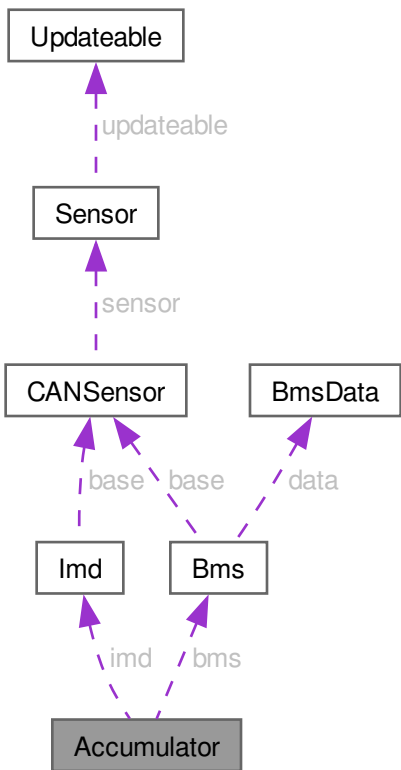 Updateable
updateable
Sensor
sensor
CANSensor
BmsData
base
base
data
Imd
Bms
imd
bms
Accumulator